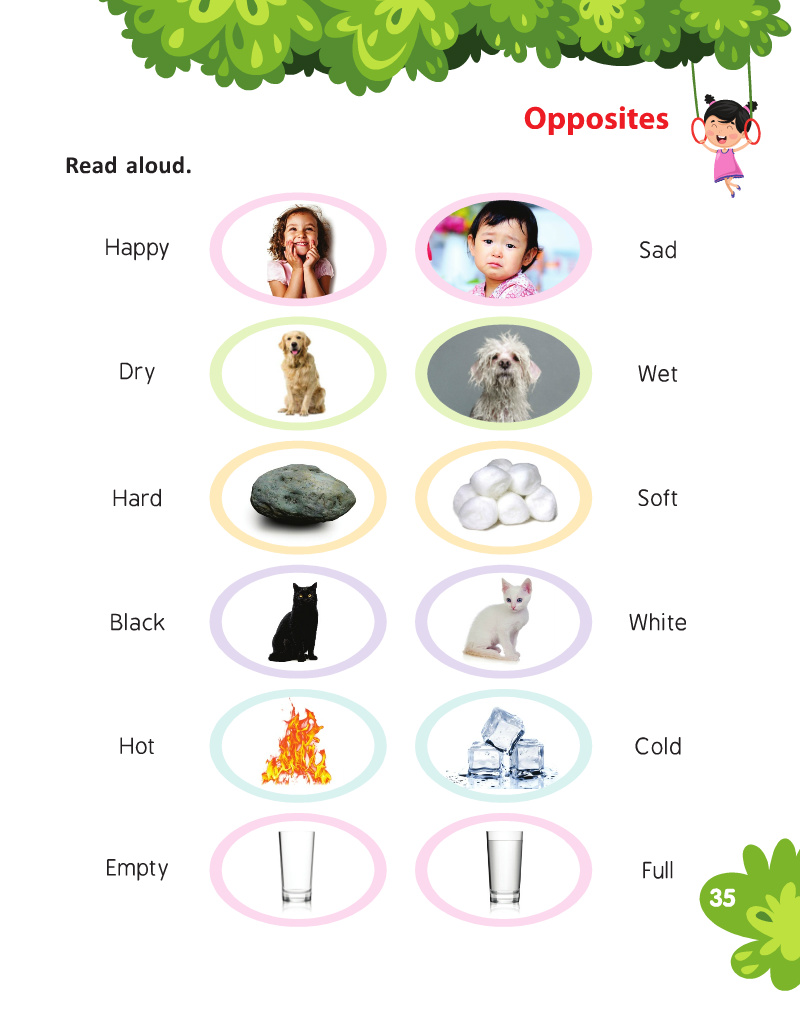 Opposites
Read aloud.
Happy Sad
Dry Wet
Hard Soft
Black White
Hot Cold
Empty Full
35